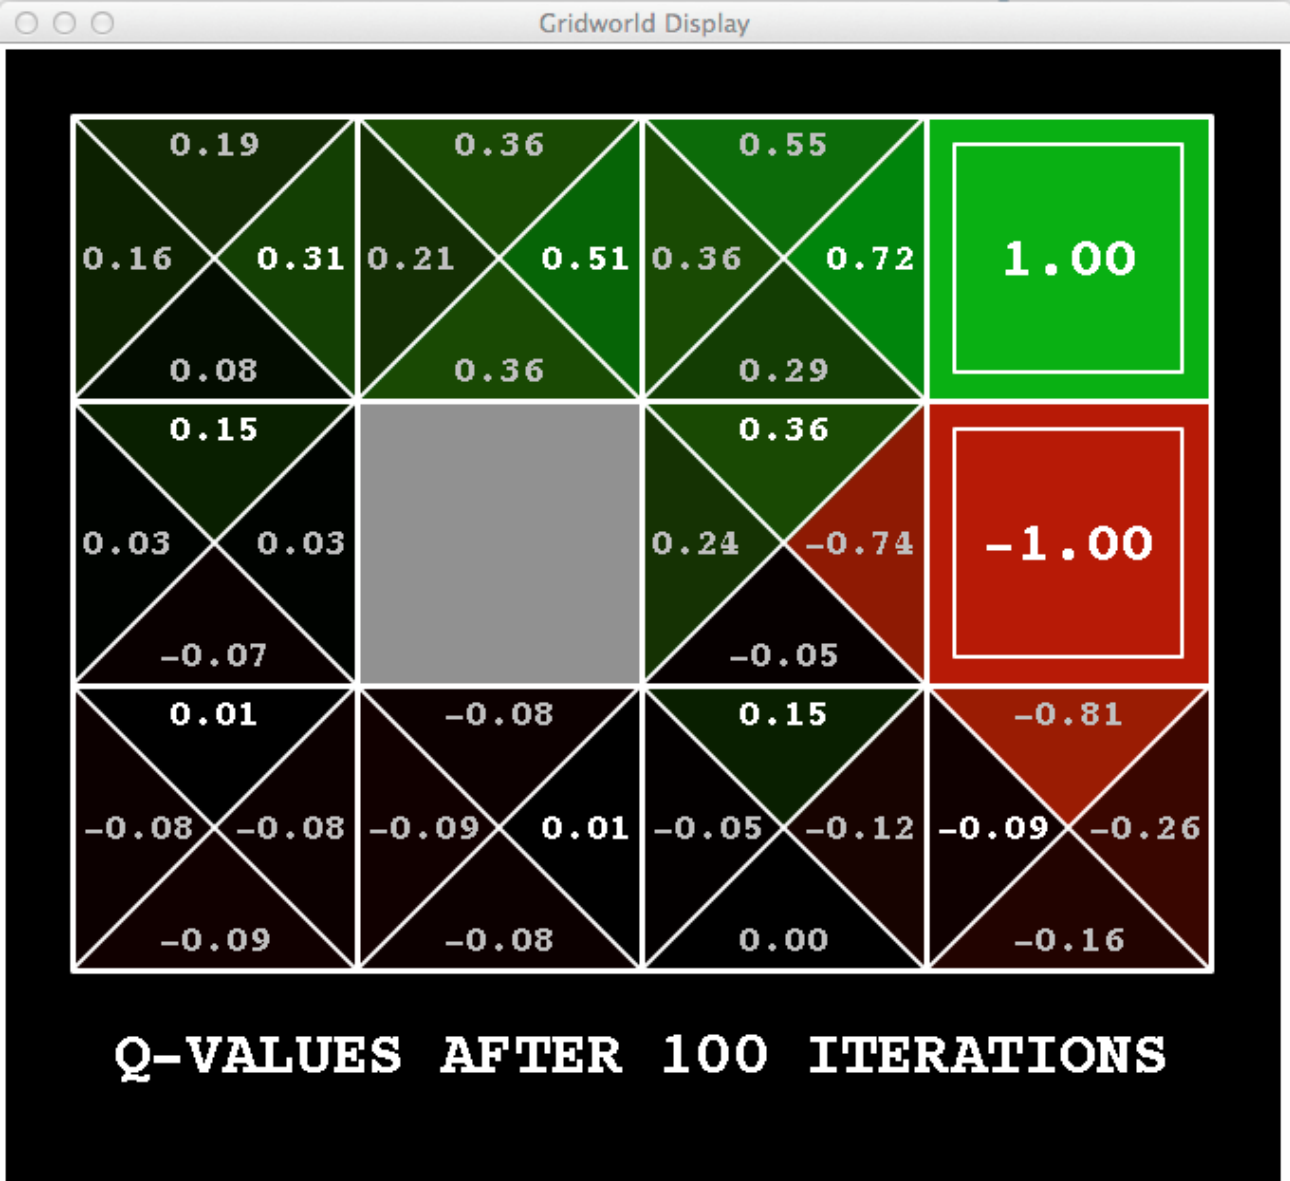 Gridworld Display
0.19 0.36 0.55
0.16 0.31 0.21 0.51 0.36 0.72 1.00
0.08 0.36 0.29
0.15 0.36
0.03 0.03 0.24 -0.74 -1.00
-0.07 -0.05
0.01 -0.08 0.15 -0.81
-0.08 -0.08 -0.09 0.01 -0.05 -0.12 -0.09 -0.26
-0.09 -0.08 0.00 -0.16
Q-VALUES AFTER 100 ITERATIONS